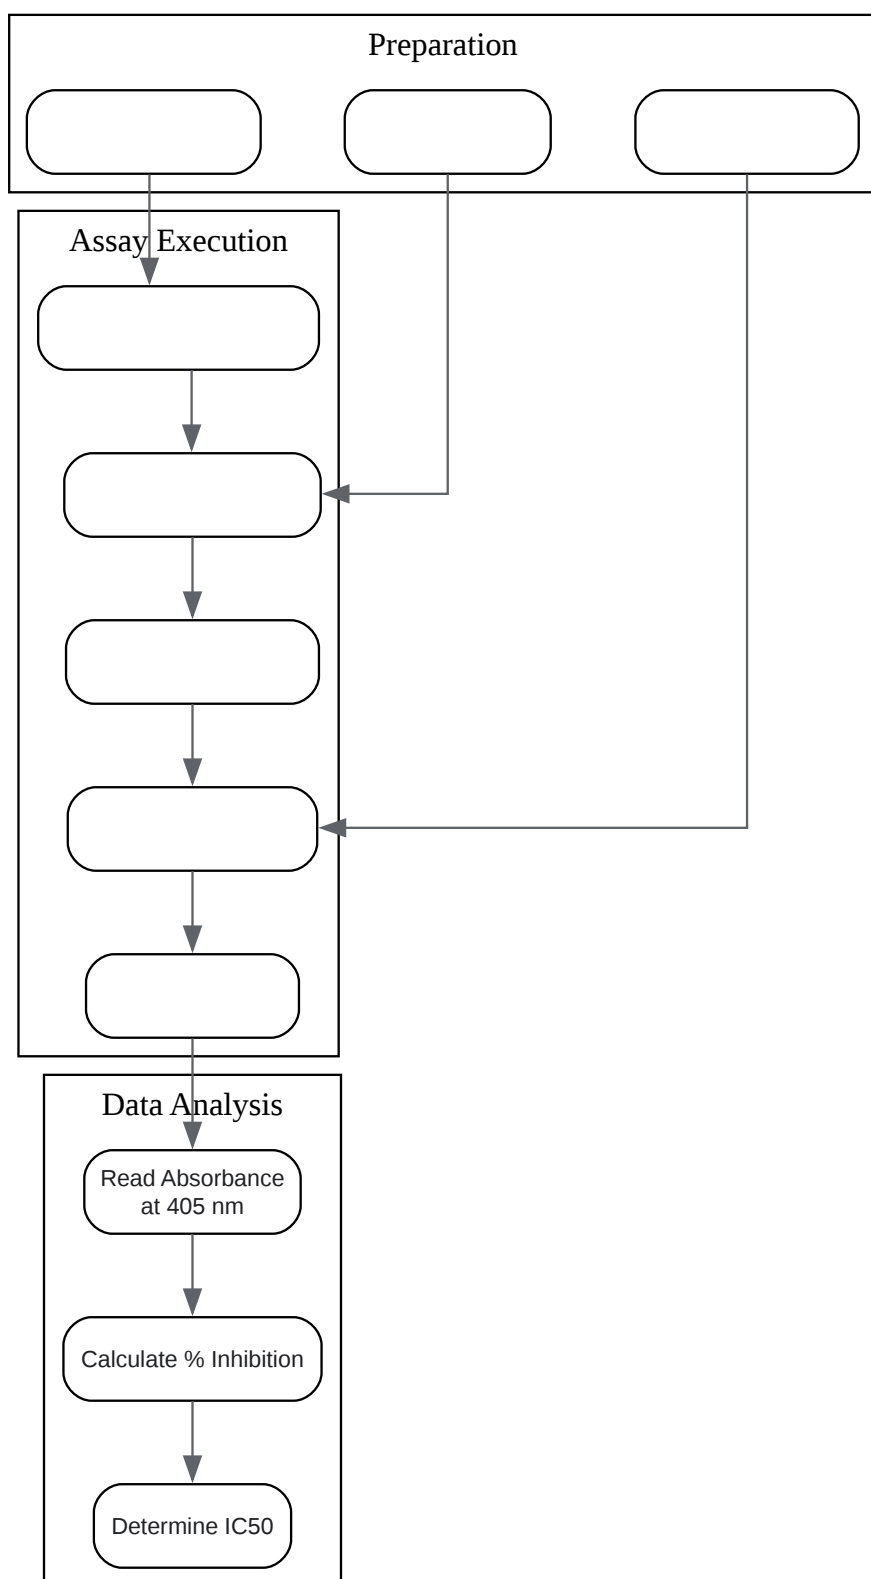 Preparation
Assay Execution
Data Analysis
Read Absorbance
at 405 nm
Calculate % Inhibition
Determine IC50